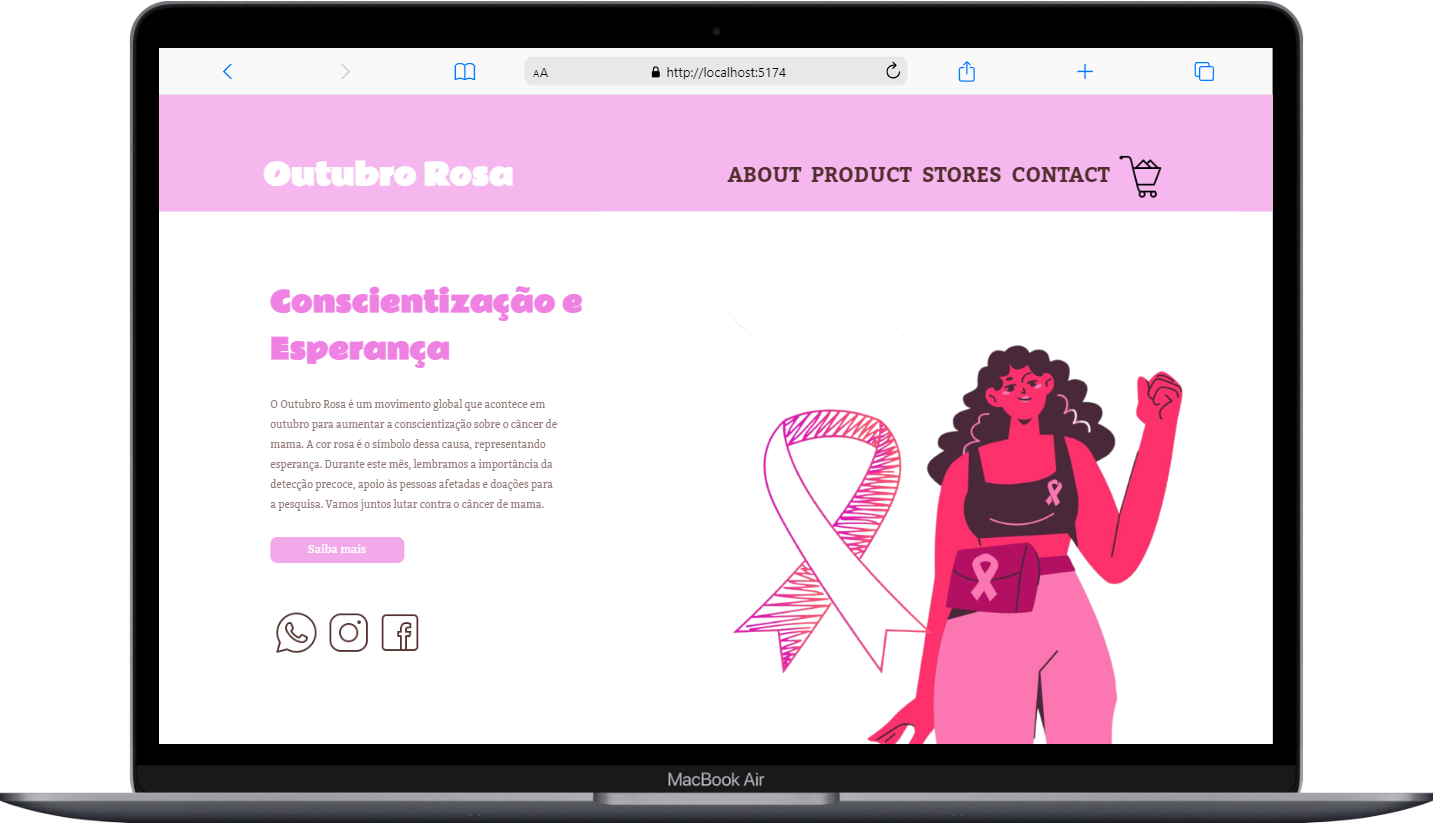 AA
http://localhost:5174
Outubro Rosa
ABOUT PRODUCT STORES CONTACT
Conscientização e
Esperança
O Outubro Rosa é um movimento global que acontece em
outubro para aumentar a conscientização sobre o câncer de
mama. A cor rosa é o símbolo dessa causa, representando
esperança. Durante este mês, lembramos a importância da
detecção precoce, apoio às pessoas afetadas e doações para
a pesquisa. Vamos juntos lutar contra o câncer de mama.
Saiba mais
MacBook Air